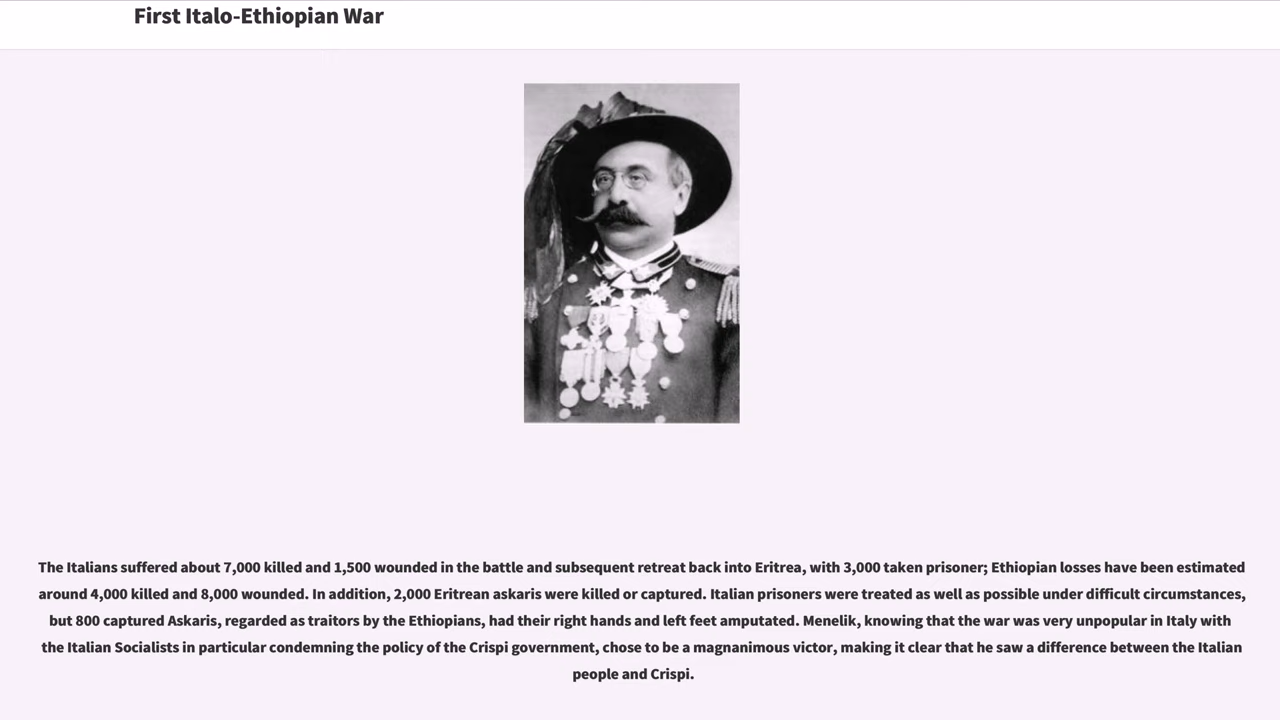 First Italo-Ethiopian War
The Italians suffered about 7,000 killed and 1,500 wounded in the battle and subsequent retreat back into Eritrea, with 3,000 taken prisoner; Ethiopian losses have been estimated
around 4,000 killed and 8,000 wounded. In addition, 2,000 Eritrean askaris were killed or captured. Italian prisoners were treated as well as possible under difficult circumstances,
but 800 captured Askaris, regarded as traitors by the Ethiopians, had their right hands and left feet amputated. Menelik, knowing that the war was very unpopular in Italy with
the Italian Socialists in particular condemning the policy of the Crispi government, chose to be a magnanimous victor, making it clear that he saw a difference between the Italian
people and Crispi.